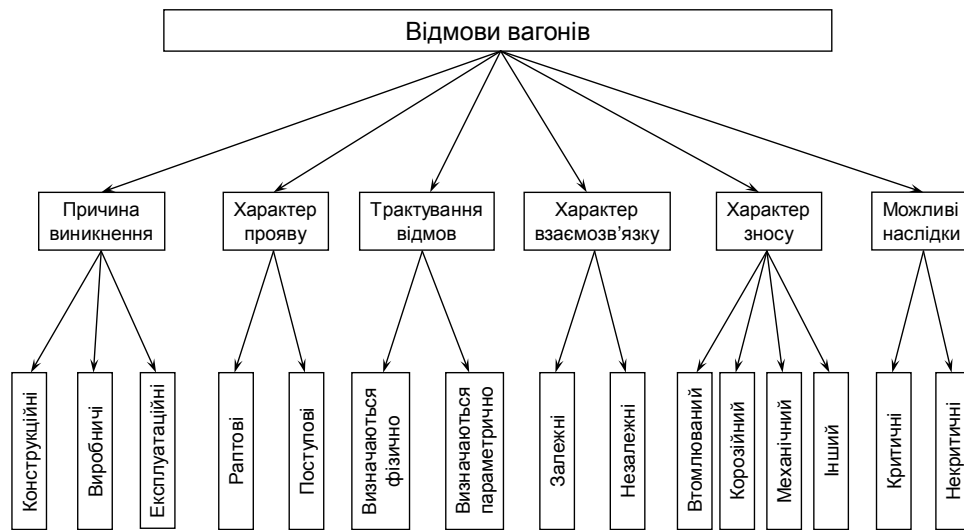 Відмови вагонів
Причина
виникнення
Характер
прояву
Трактування
відмов
Характер
взаємозв’язку
Характер
зносу
Можливі
наслідки
Конструкційні
Виробничі
Експлуатаційні
Раптові
Поступові
Визначаються
фізично
Визначаються
параметрично
Залежні
Незалежні
Втомлюваний
Корозійний
Механічний
Інший
Критичні
Некритичні